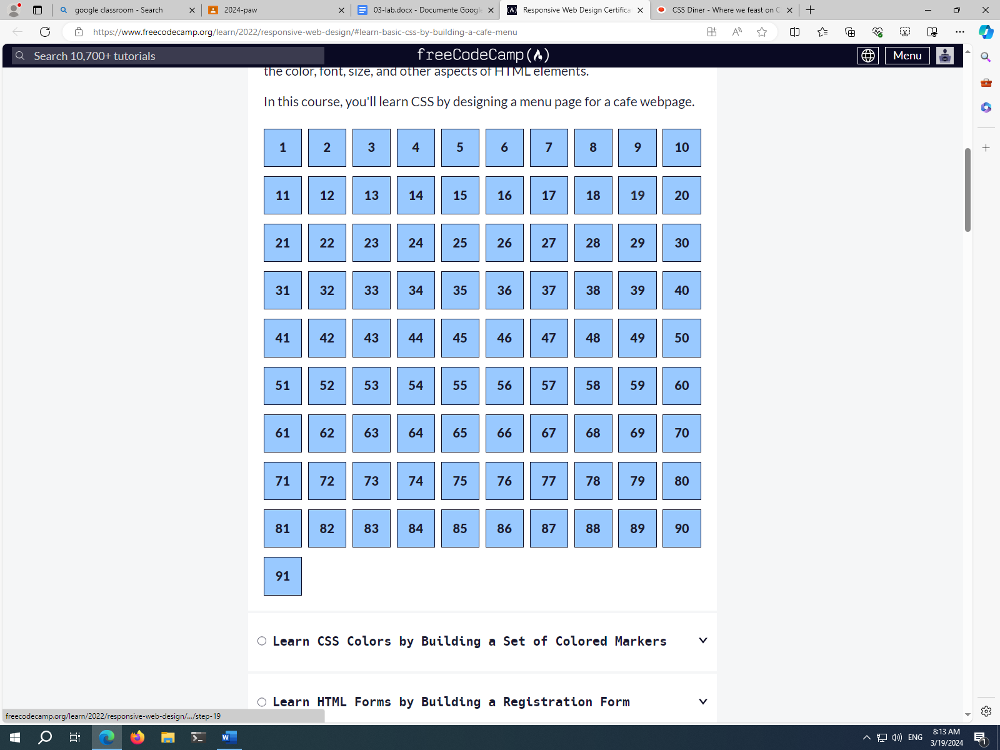 google classroom - Search
2024-paw
03-lab.docx - Documente Google
Responsive Web Design Certifica
CSS Diner - Where we feast on C
https://www.freecodecamp.org/learn/2022/responsive-web-design/#learn-basic-css-by-building-a-cafe-menu
Search 10,700+ tutorials
freeCodeCamp
Menu
the color, font, size, and other aspects of HTML elements.
In this course, you'll learn CSS by designing a menu page for a cafe webpage.
1 2 3 4 5 6 7 8 9 10
11 12 13 14 15 16 17 18 19 20
21 22 23 24 25 26 27 28 29 30
31 32 33 34 35 36 37 38 39 40
41 42 43 44 45 46 47 48 49 50
51 52 53 54 55 56 57 58 59 60
61 62 63 64 65 66 67 68 69 70
71 72 73 74 75 76 77 78 79 80
81 82 83 84 85 86 87 88 89 90
91
Learn CSS Colors by Building a Set of Colored Markers
Learn HTML Forms by Building a Registration Form
freecodecamp.org/learn/2022/responsive-web-design/.../step-19
ENG
8:13 AM
3/19/2024
1